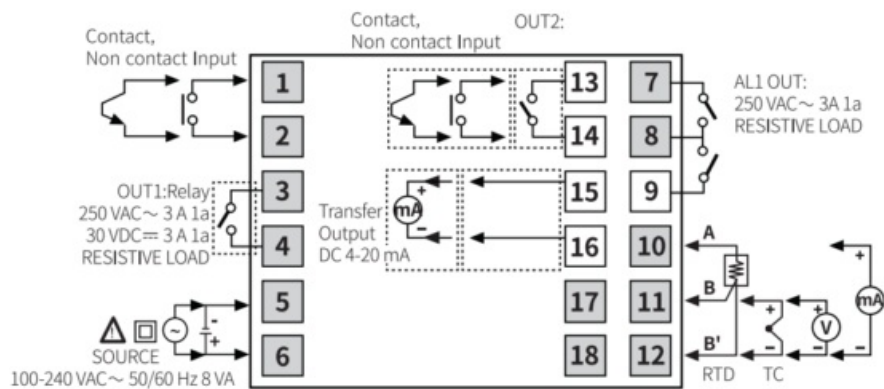 Contact,
Non contact Input
Contact,
Non contact Input
OUT2:
1
2
3
4
5
6
13
14
15
16
17
18
7
8
9
10
11
12
AL1 OUT:
250 VAC～ 3A 1a
RESISTIVE LOAD
OUT1:Relay
250 VAC～ 3 A 1a
30 VDC⎓ 3 A 1a
RESISTIVE LOAD
Transfer
Output
DC 4-20 mA
+
mA
−
A
B
B'
RTD
+
−
TC
+
V
−
+
mA
−
~
-
+
SOURCE
100-240 VAC～ 50/60 Hz 8 VA